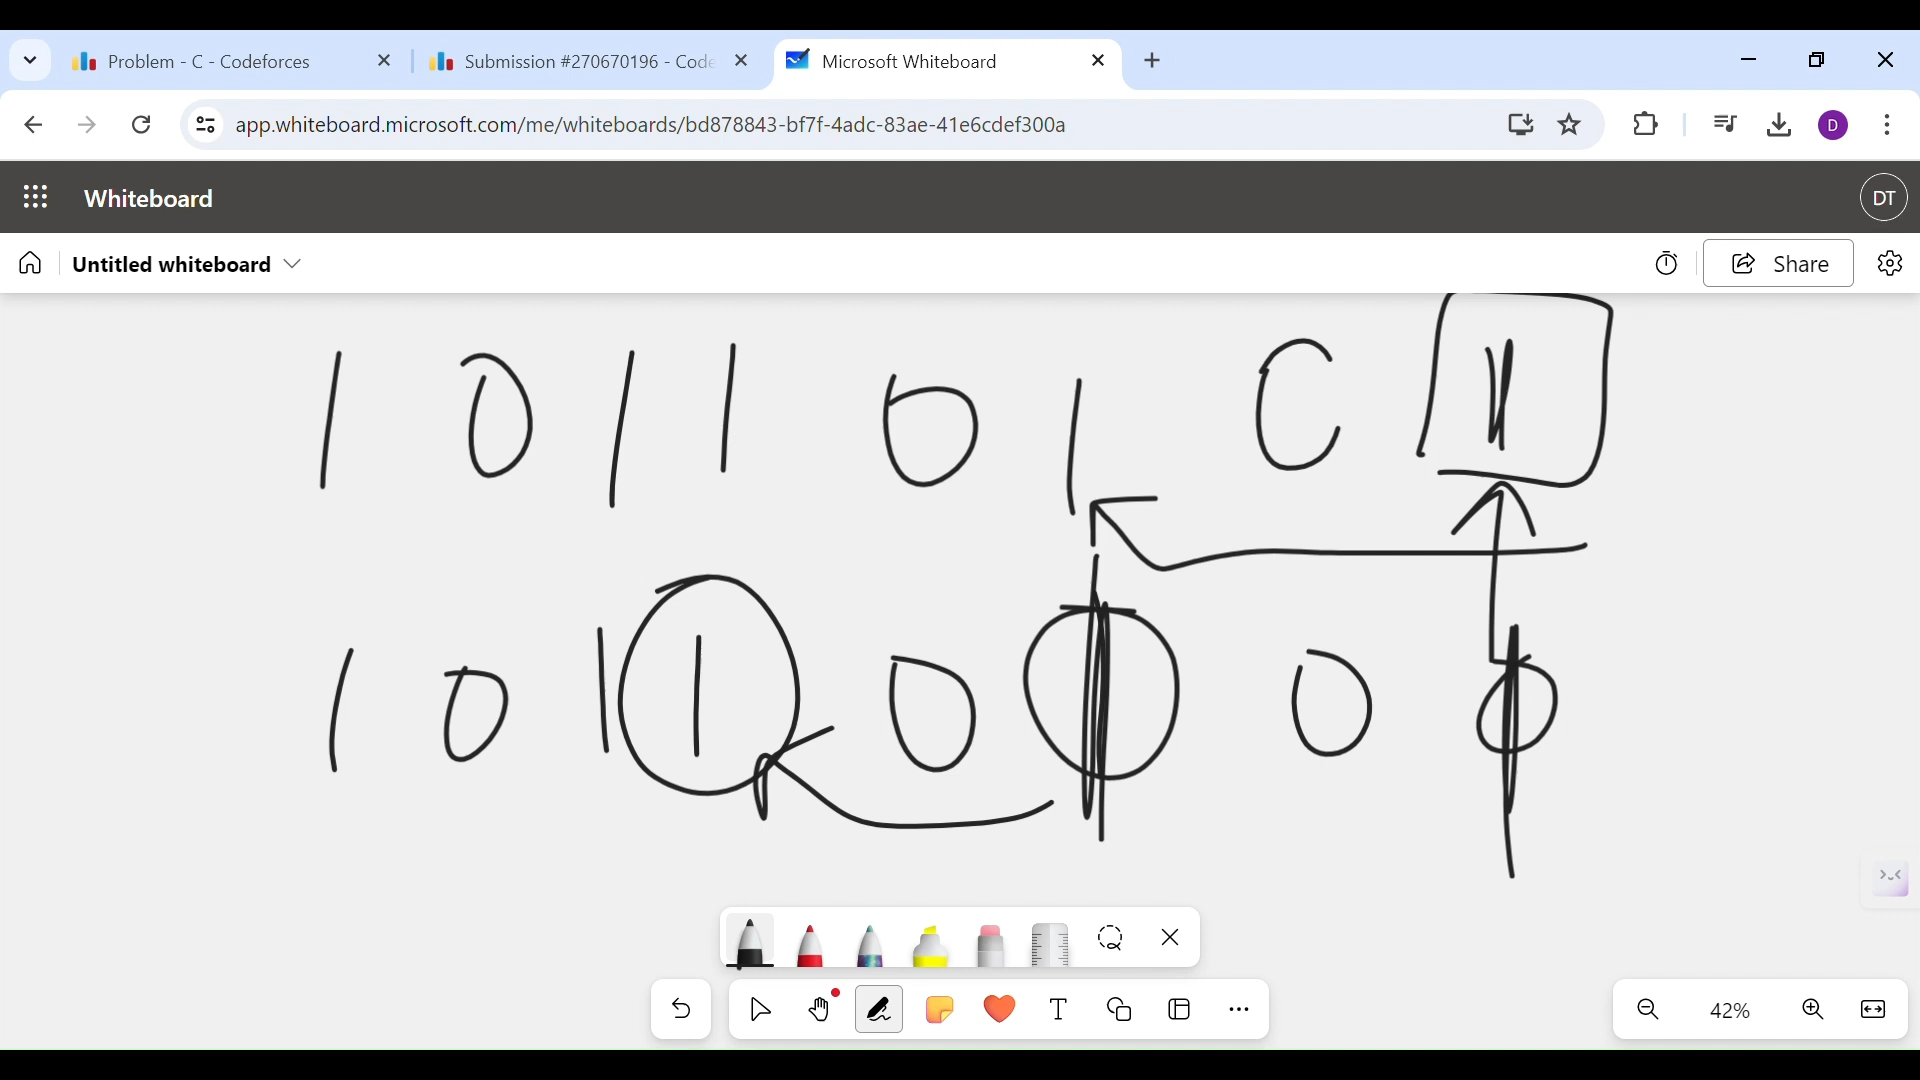 Problem - C - Codeforces
Submission #270670196 - Code
Microsoft Whiteboard
app.whiteboard.microsoft.com/me/whiteboards/bd878843-bf7f-4adc-83ae-41e6cdef300a
D
Whiteboard
DT
Untitled whiteboard
Share
1 0 1 1 0 1 0
1 0 1 1 0 0
42%